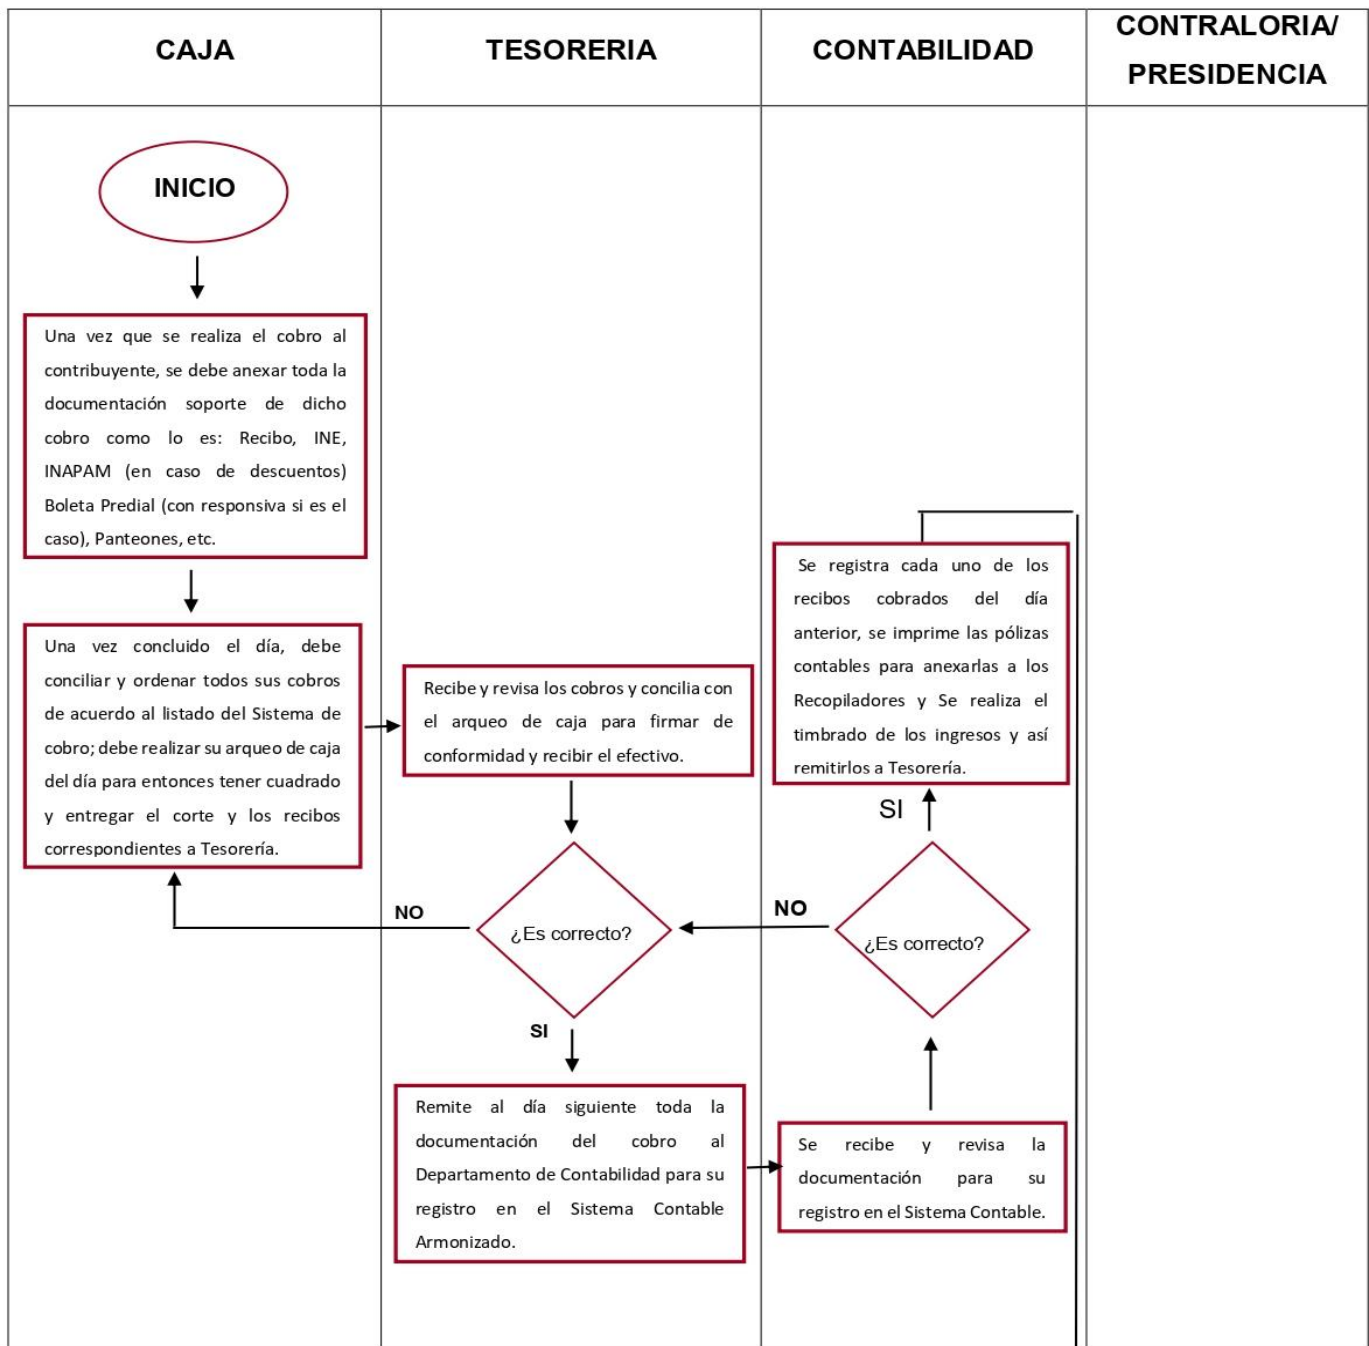 CAJA
TESORERIA
CONTABILIDAD
CONTRALORIA/
PRESIDENCIA
INICIO
Una vez que se realiza el cobro al
contribuyente, se debe anexar toda la
documentación soporte de dicho
cobro como lo es: Recibo, INE,
INAPAM (en caso de descuentos)
Boleta Predial (con responsiva si es el
caso), Panteones, etc.
Una vez concluido el día, debe
conciliar y ordenar todos sus cobros
de acuerdo al listado del Sistema de
cobro; debe realizar su arqueo de caja
del día para entonces tener cuadrado
y entregar el corte y los recibos
correspondientes a Tesorería.
Recibe y revisa los cobros y concilia con
el arqueo de caja para firmar de
conformidad y recibir el efectivo.
¿Es correcto?
NO
SI
Remite al día siguiente toda la
documentación del cobro al
Departamento de Contabilidad para su
registro en el Sistema Contable
Armonizado.
Se recibe y revisa la
documentación para su
registro en el Sistema Contable.
¿Es correcto?
NO
SI
Se registra cada uno de los
recibos cobrados del día
anterior, se imprime las pólizas
contables para anexarlas a los
Recopiladores y Se realiza el
timbrado de los ingresos y así
remitirlos a Tesorería.